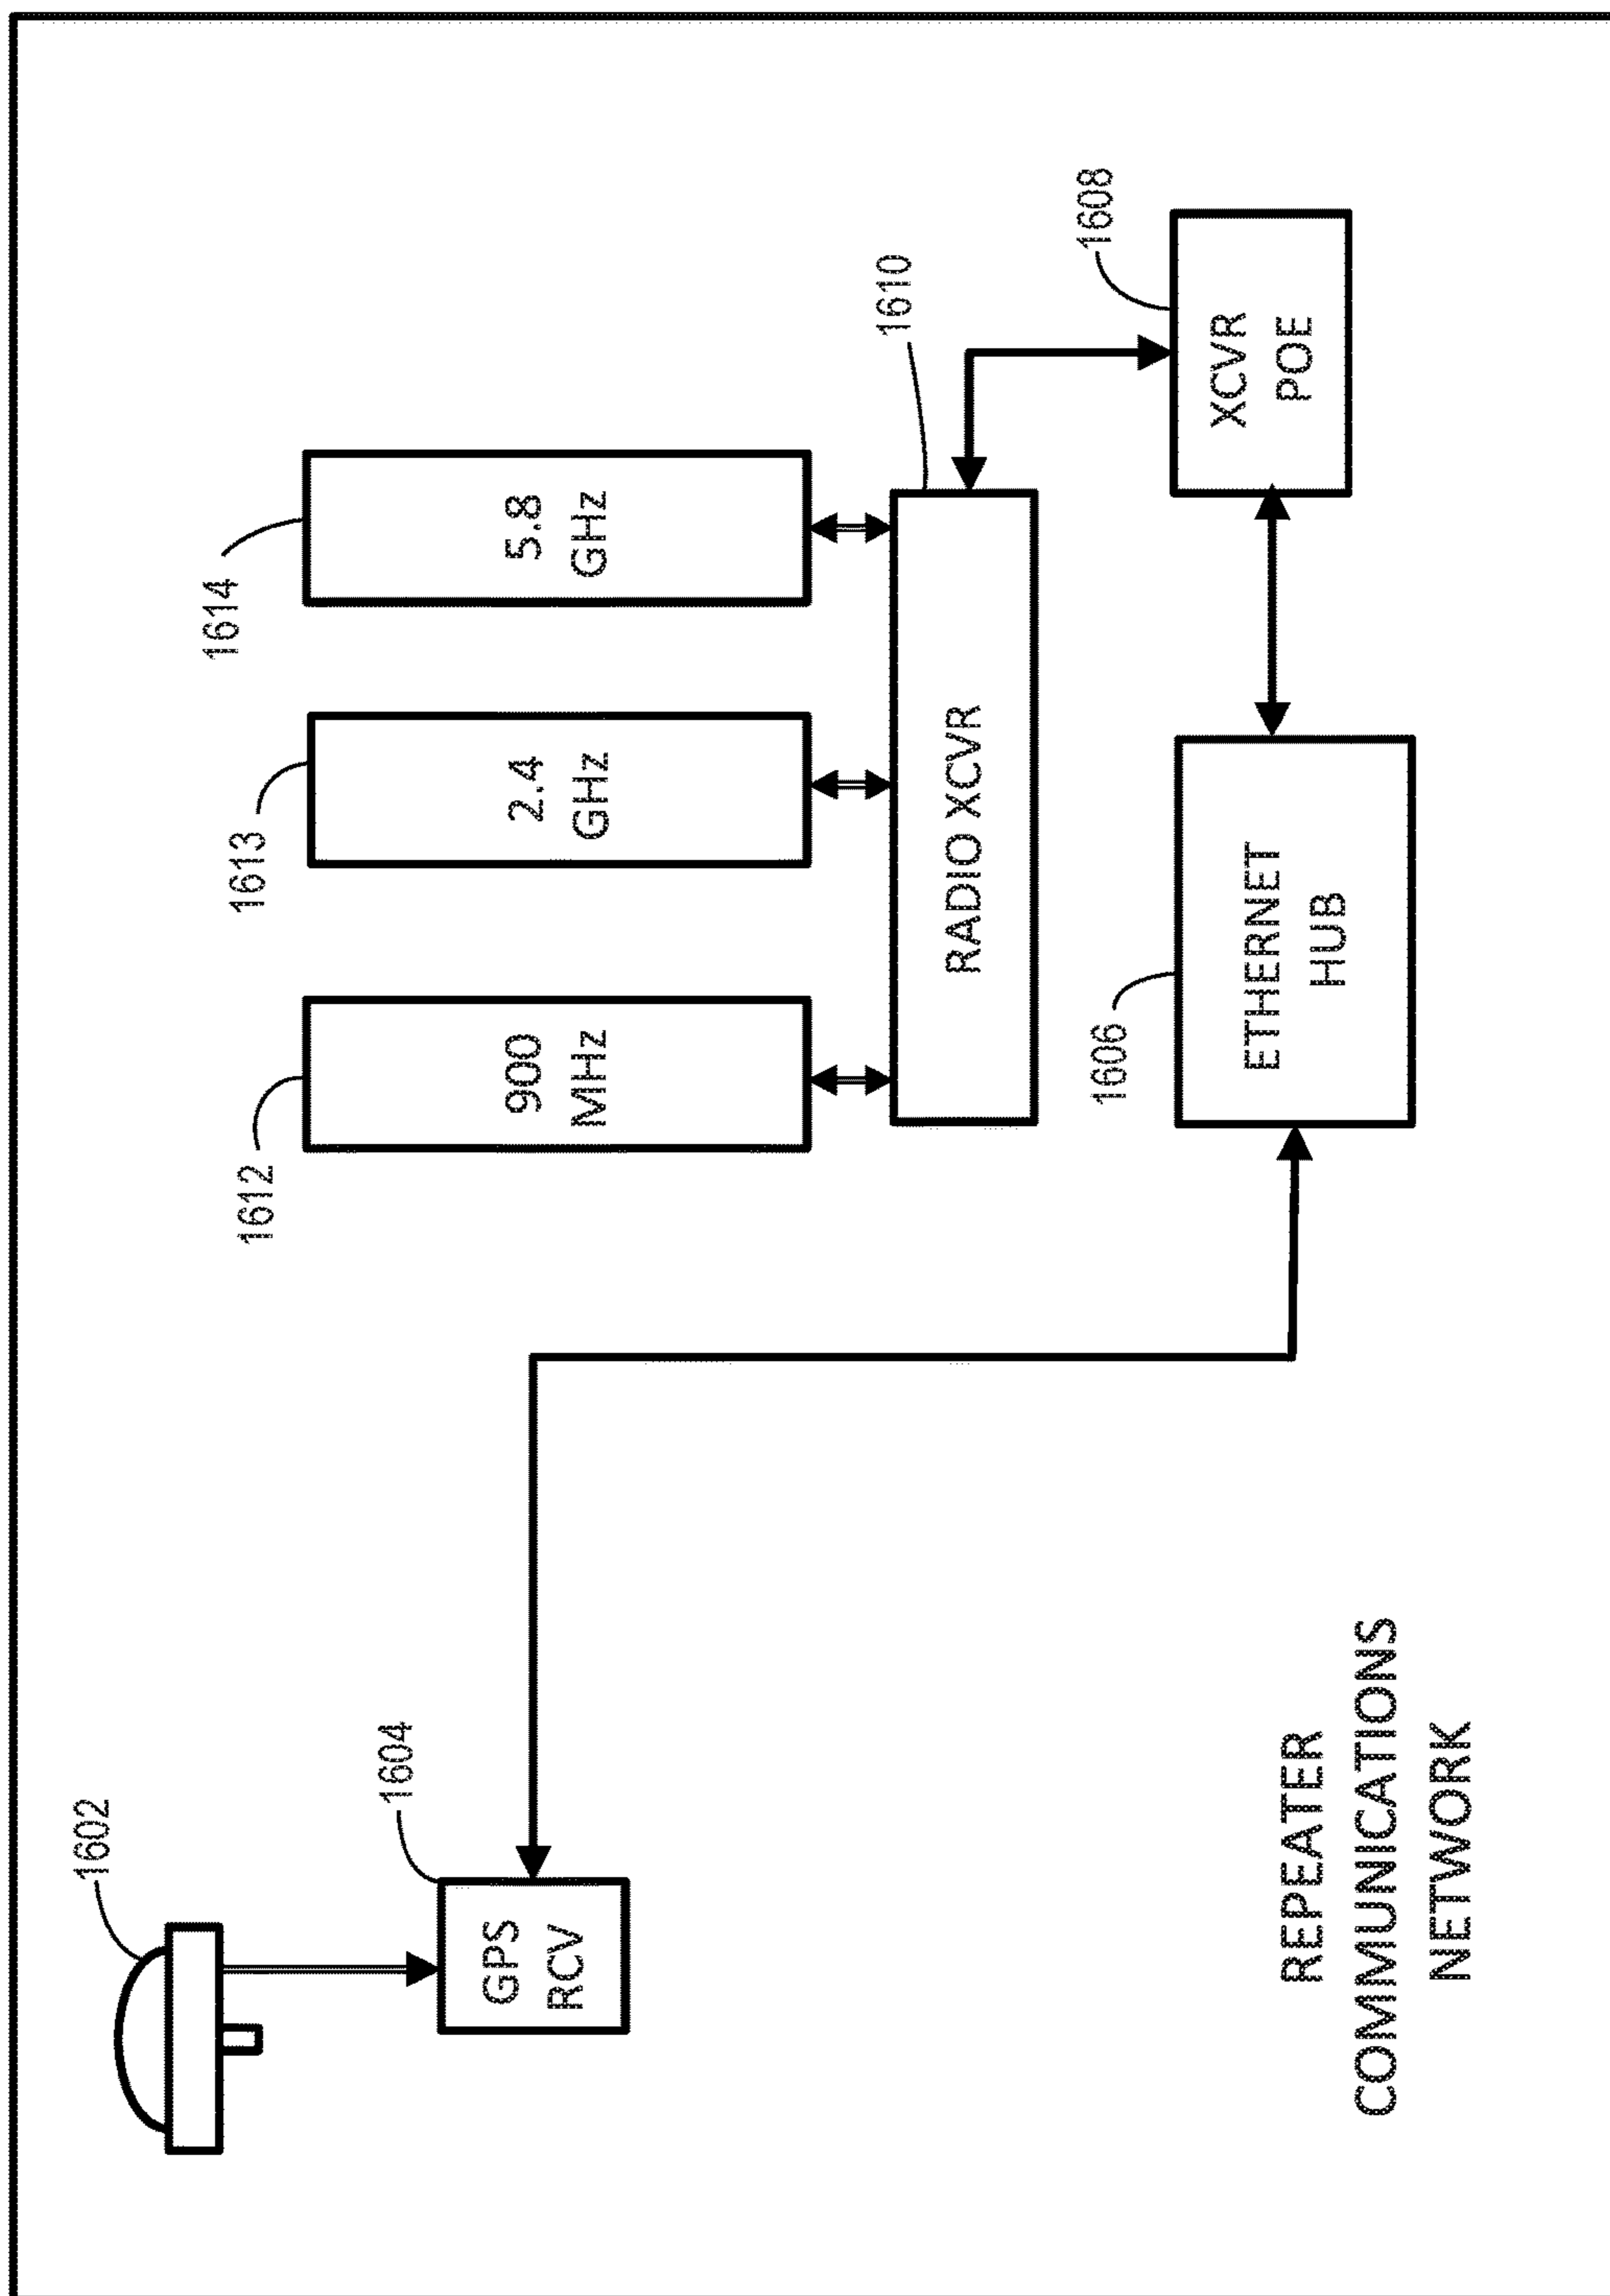 1602
1604
GPS
RCV
1612
900
MHz
1613
2.4
GHz
1614
5.8
GHz
1610
RADIO XCVR
1606
ETHERNET
HUB
1608
XCVR
POE
REPEATER
COMMUNICATIONS
NETWORK